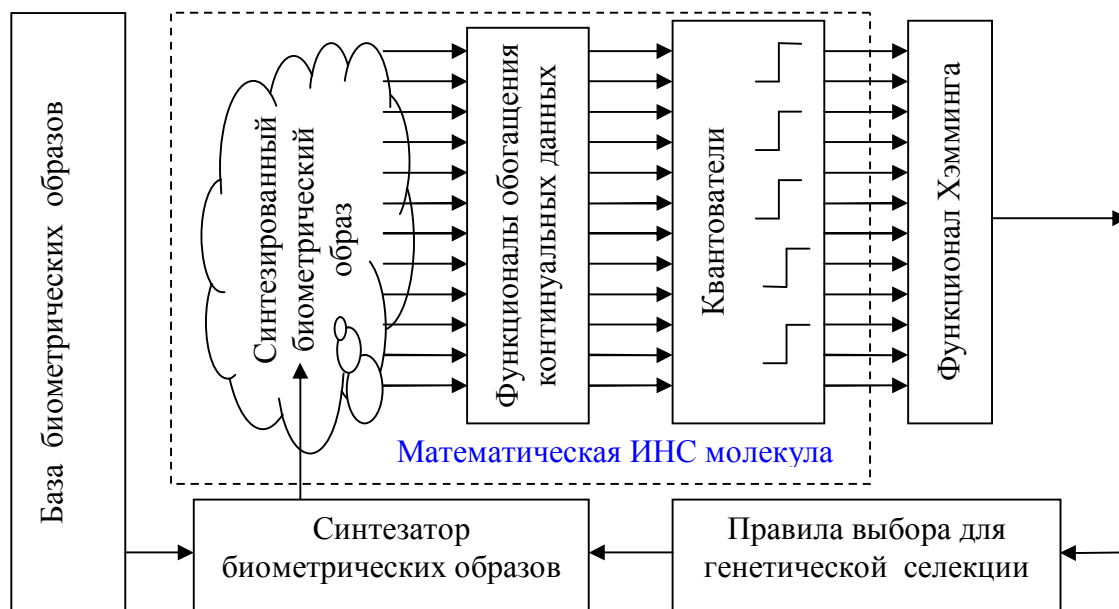 База биометрических образов
Синтезированный
биометрический
образ
Функционалы обогащения
континуальных данных
Квантователи
Функционал Хэмминга
Математическая ИНС молекула
Синтезатор
биометрических образов
Правила выбора для
генетической селекции